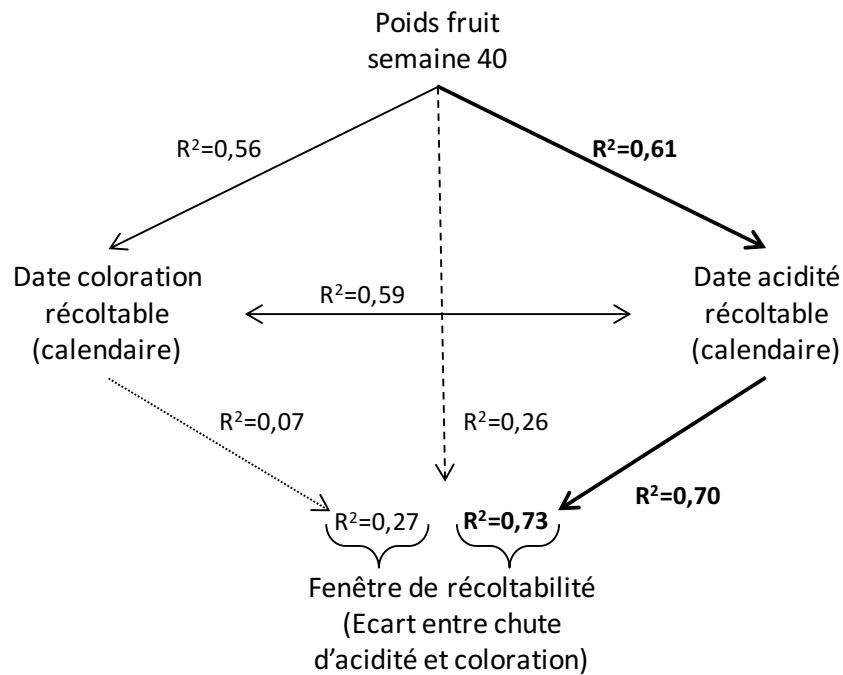 Poids fruit
semaine 40
R²=0,56
R²=0,61
Date coloration
récoltable
(calendaire)
R²=0,59
Date acidité
récoltable
(calendaire)
R²=0,07
R²=0,26
R²=0,70
R²=0,27
R²=0,73
Fenêtre de récoltabilité
(Ecart entre chute
d'acidité et coloration)